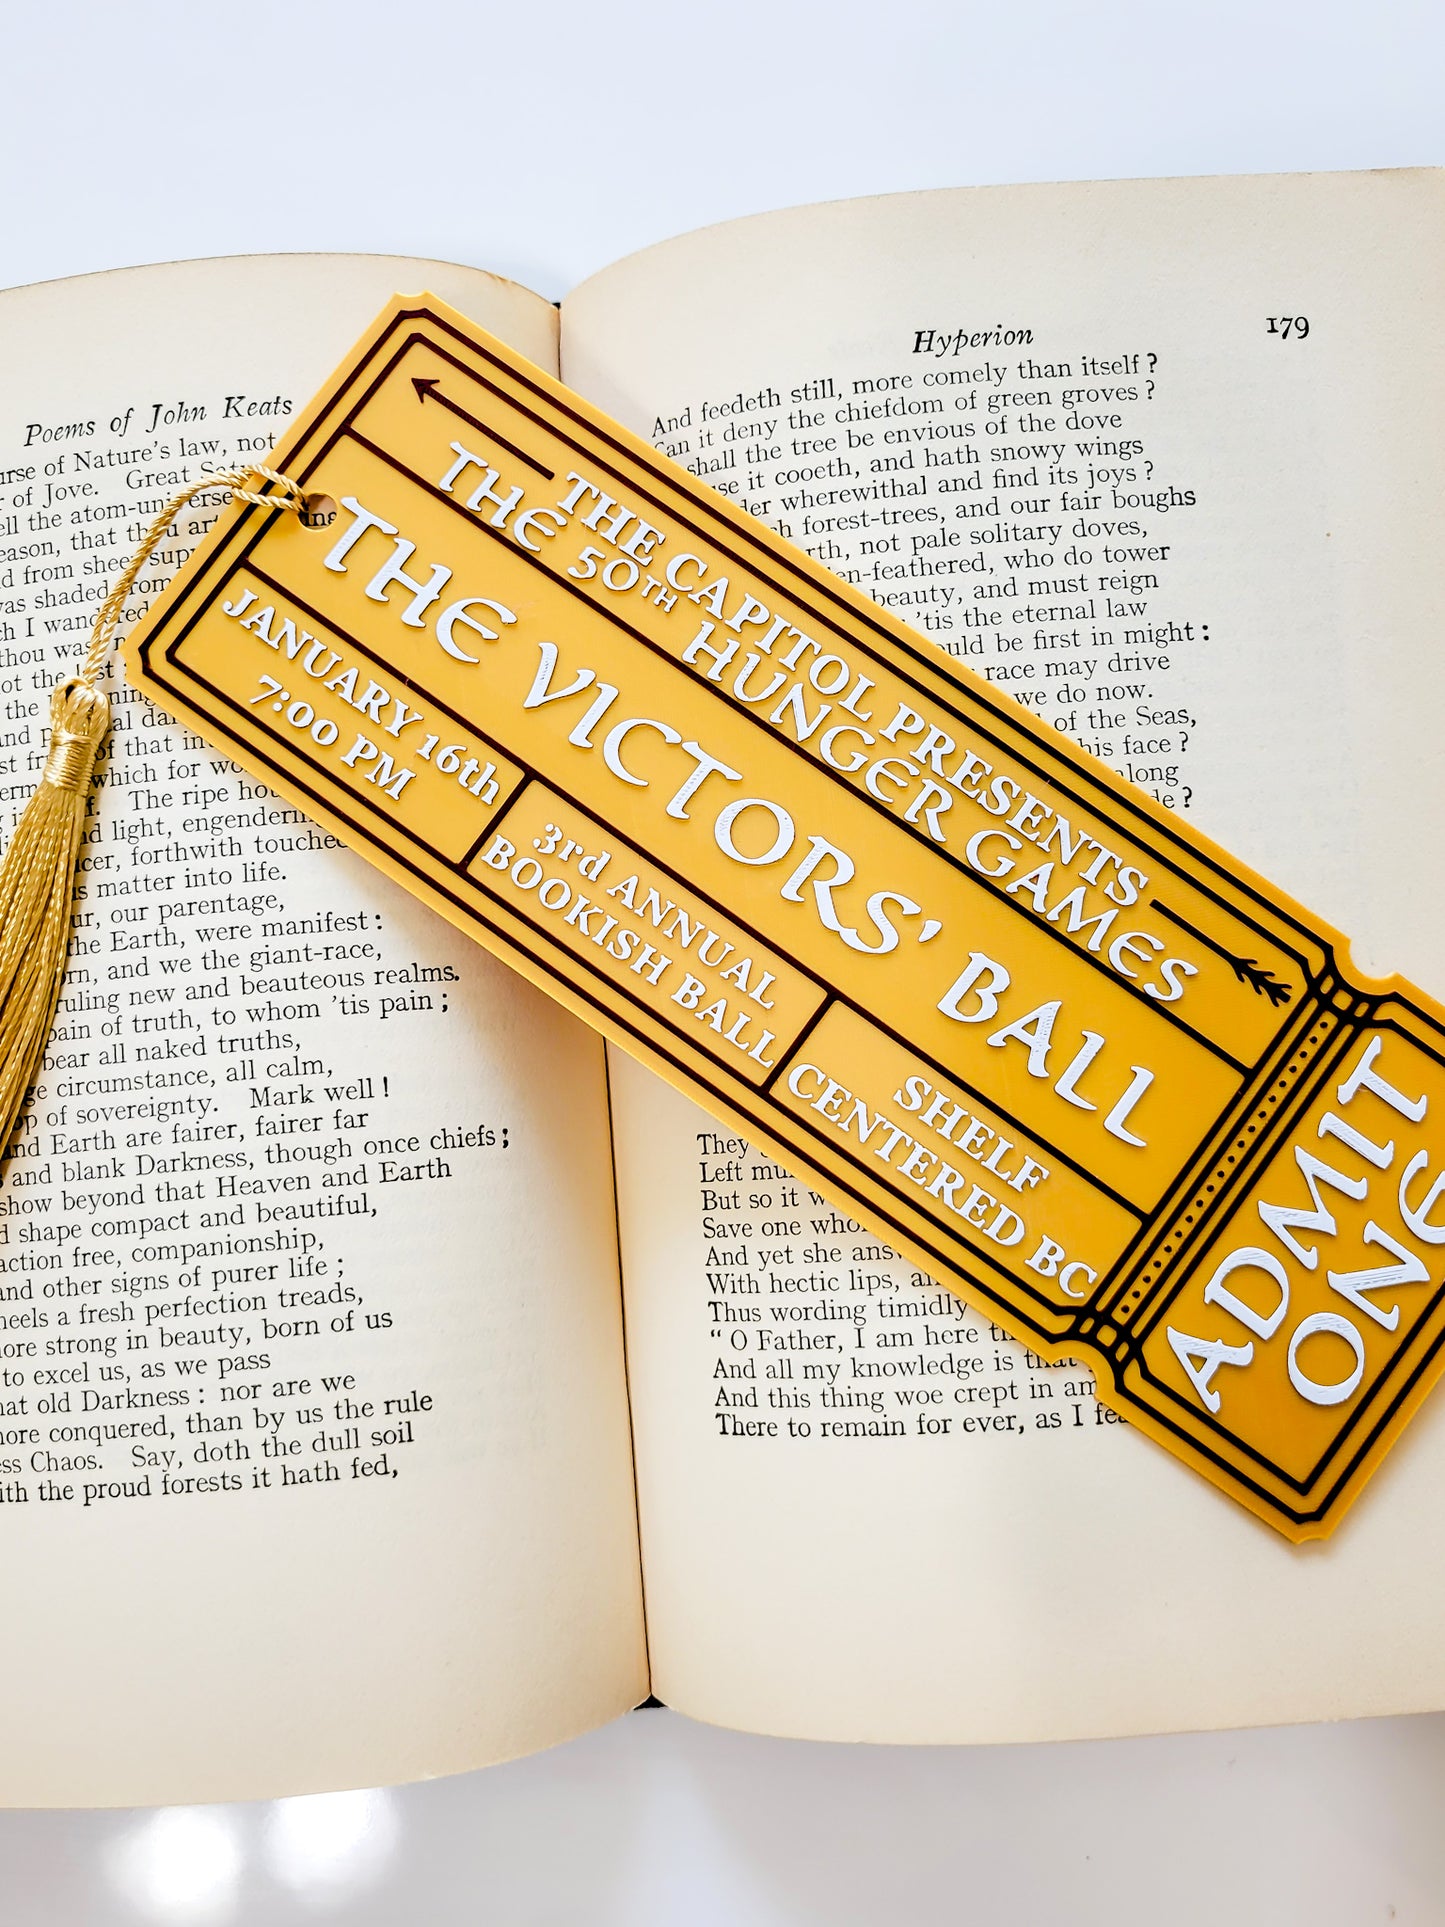 THE CAPITOL PRESENTS
THE 50TH HUNGER GAMES
THE VICTORS' BALL
JANUARY 16th
7:00 PM
3rd ANNUAL
BOOKISH BALL
SHELF
CENTERED BC
ADMIT
ONE
Poems of John Keats
of Nature's law, not
of Jove. Great
the atom-universe
that thou art
from sheer
was shaded from
I wandered
thou was
the
the
and
that
which for
The ripe
light, engendering
forthwith touched
matter into life.
our parentage,
the Earth, were manifest :
and we the giant-race,
ruling new and beauteous realms.
pain of truth, to whom 'tis pain ;
bear all naked truths,
circumstance, all calm,
of sovereignty. Mark well !
and Earth are fairer, fairer far
and blank Darkness, though once chiefs ;
show beyond that Heaven and Earth
shape compact and beautiful,
action free, companionship,
and other signs of purer life ;
heels a fresh perfection treads,
more strong in beauty, born of us
to excel us, as we pass
that old Darkness : nor are we
more conquered, than by us the rule
Chaos. Say, doth the dull soil
with the proud forests it hath fed,
Hyperion 179
And feedeth still, more comely than itself ?
Can it deny the chiefdom of green groves ?
shall the tree be envious of the dove
it cooeth, and hath snowy wings
wherewithal and find its joys ?
forest-trees, and our fair boughs
not pale solitary doves,
who do tower
beauty, and must reign
'tis the eternal law
be first in might :
race may drive
we do now.
of the Seas,
his face ?
along
They
Left
But so it
Save one
And yet she
With hectic lips,
Thus wording timidly
“ O Father, I am here
And all my knowledge is that
And this thing woe crept in
There to remain for ever, as I